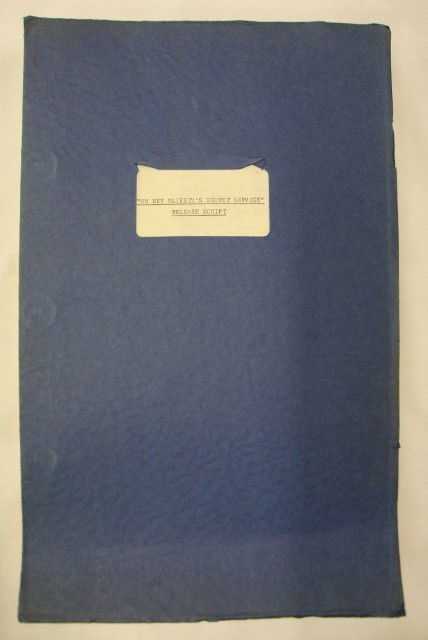 "ON HER MAJESTY'S SECRET SERVICE"
RELEASE SCRIPT